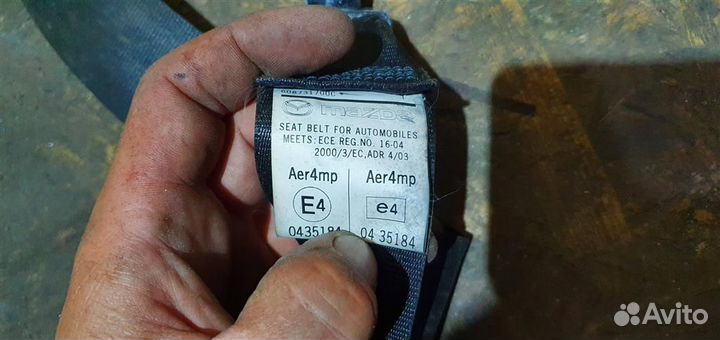 mazda
SEAT BELT FOR AUTOMOBILES
MEETS: ECE REG.NO. 16-04
2000/3/EC, ADR 4/03
Aer4mp Aer4mp
E4 e4
0435184 04 35184
Avito